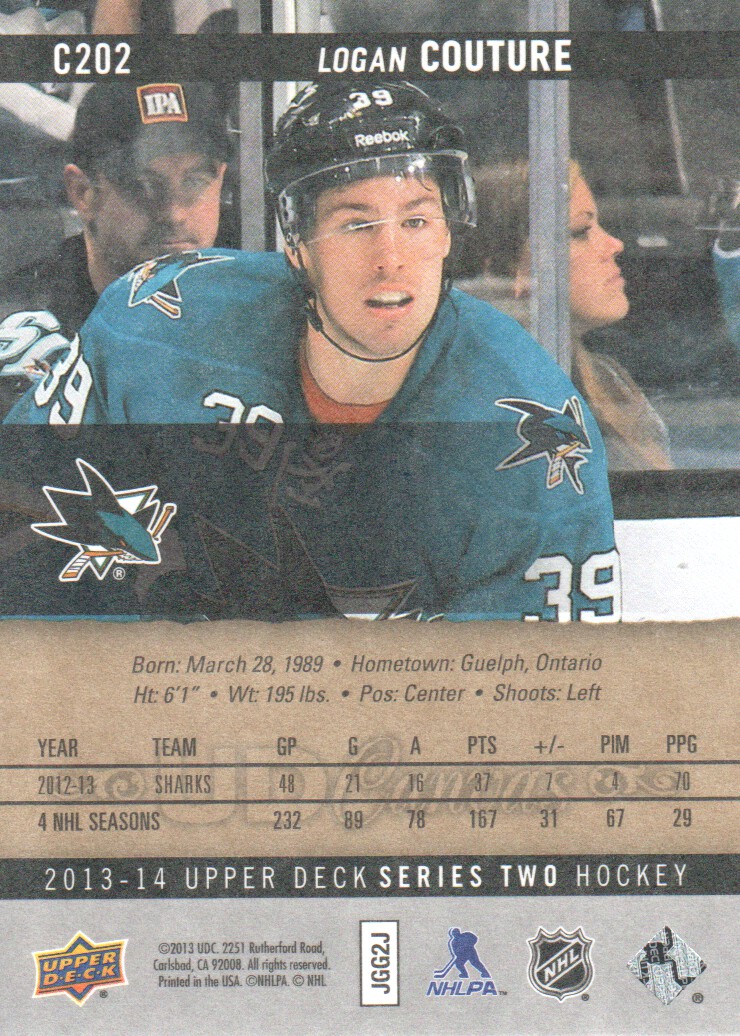 C202 LOGAN COUTURE
IPA
39
Reebok
39
39
39
®
Born: March 28, 1989 • Hometown: Guelph, Ontario
Ht: 6'1" • Wt: 195 lbs. • Pos: Center • Shoots: Left
YEAR TEAM GP G A PTS +/- PIM PPG
2012-13 SHARKS 48 21 16 37 7 4 70
4 NHL SEASONS 232 89 78 167 31 67 29
UD Canvas
2013-14 UPPER DECK SERIES TWO HOCKEY
UPPER DECK ®
©2013 UDC. 2251 Rutherford Road,
Carlsbad, CA 92008. All rights reserved.
Printed in the USA. ©NHLPA. © NHL
JGG2J
NHLPA™
NHL
®